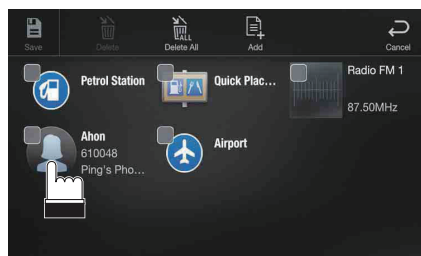 Save
Delete
ALL
Delete All
Add
Cancel
Petrol Station
Quick Plac...
Radio FM 1
87.50MHz
Ahon
610048
Ping's Pho...
Airport